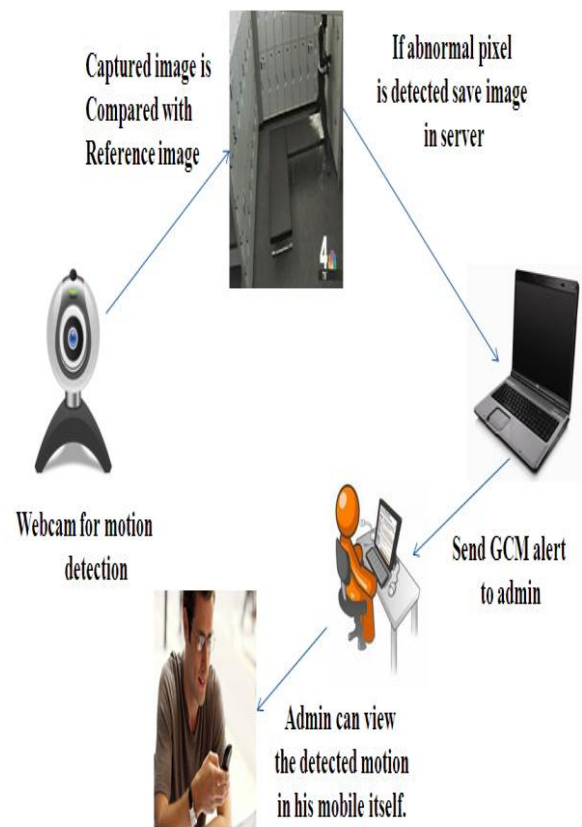 Captured image is
Compared with
Reference image
If abnormal pixel
is detected save image
in server
4
Webcam for motion
detection
Send GCM alert
to admin
Admin can view
the detected motion
in his mobile itself.